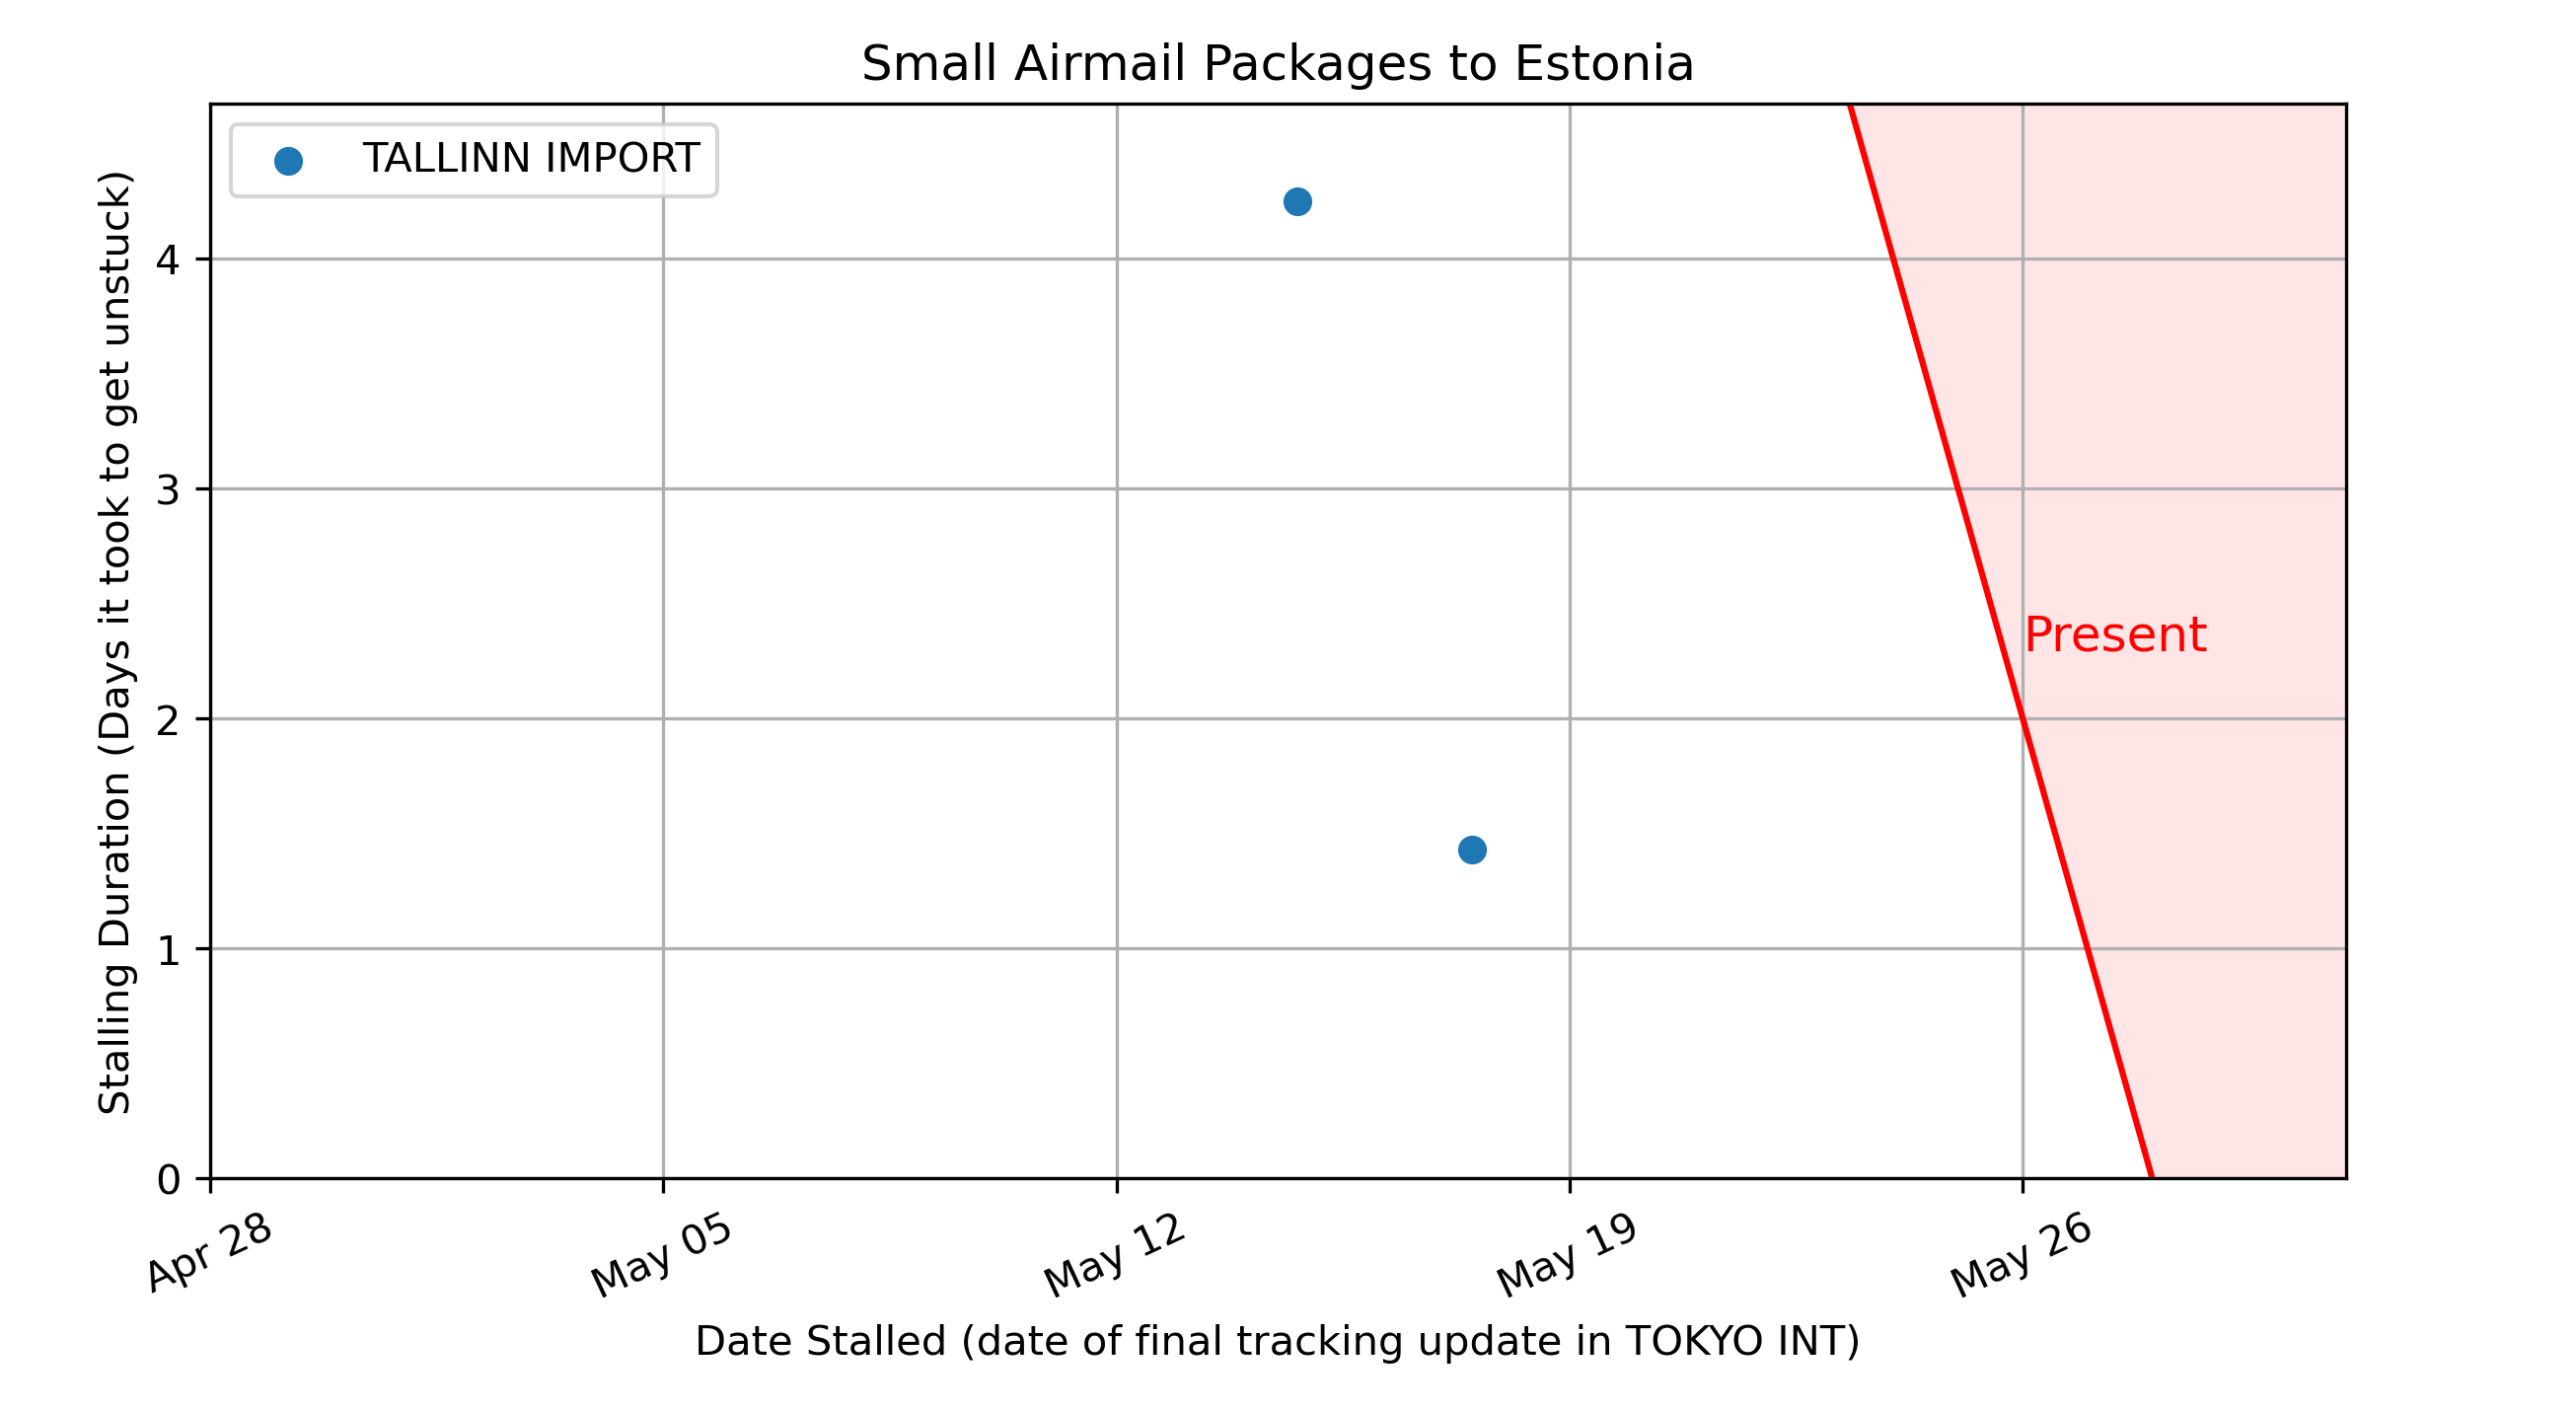 Small Airmail Packages to Estonia
TALLINN IMPORT
Stalling Duration (Days it took to get unstuck)
4
3
2
1
0
Present
Apr 28
May 05
May 12
May 19
May 26
Date Stalled (date of final tracking update in TOKYO INT)